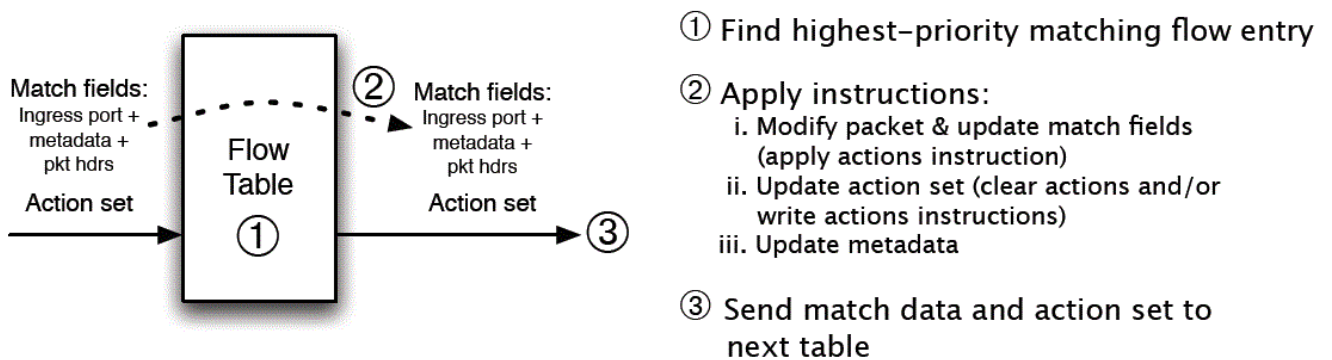 Match fields:
Ingress port +
metadata +
pkt hdrs
Action set
Flow
Table
①
②
Match fields:
Ingress port +
metadata +
pkt hdrs
Action set
③
① Find highest-priority matching flow entry
② Apply instructions:
i. Modify packet & update match fields
(apply actions instruction)
ii. Update action set (clear actions and/or
write actions instructions)
iii. Update metadata
③ Send match data and action set to
next table